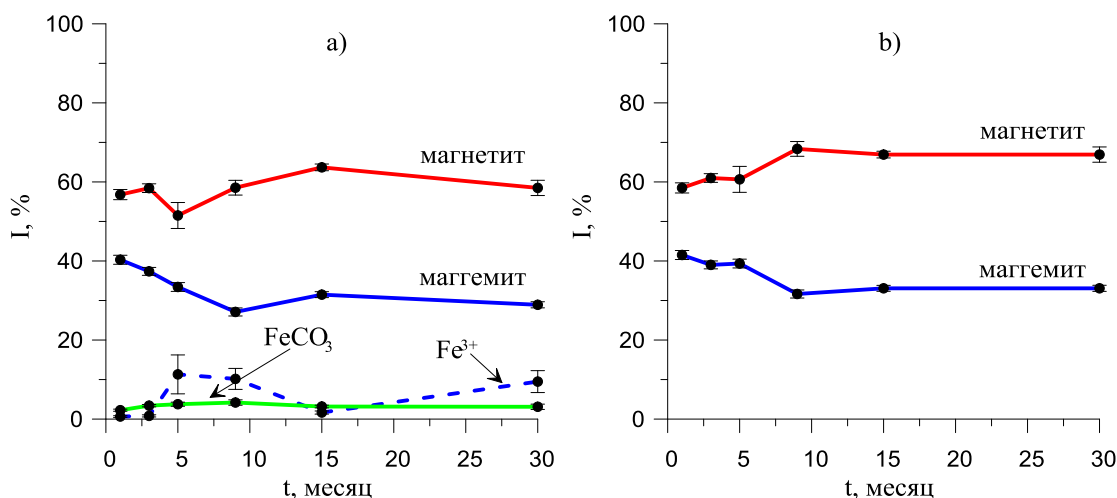 a)
100
80
60
40
20
0
I, %
магнетит
маггемит
FeCO3
Fe3+
0 5 10 15 20 25 30
t, месяц
b)
100
80
60
40
20
0
I, %
магнетит
маггемит
0 5 10 15 20 25 30
t, месяц